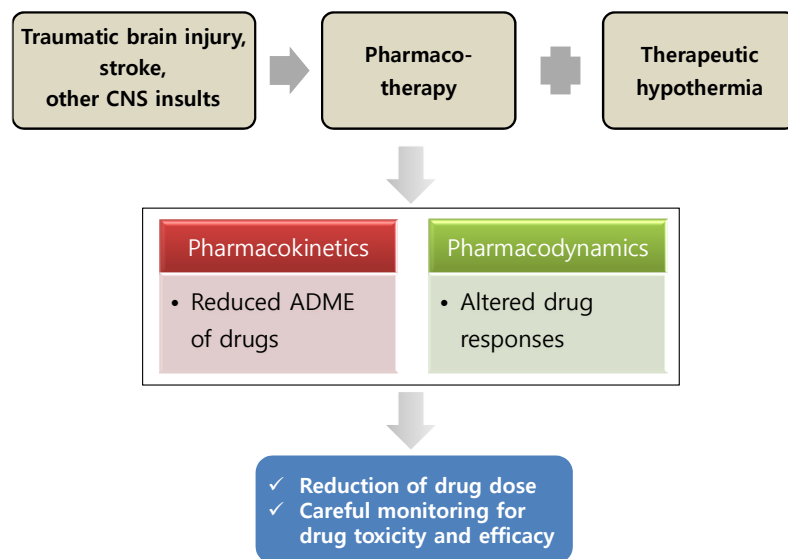 Traumatic brain injury,
stroke,
other CNS insults
Pharmaco-
therapy
Therapeutic
hypothermia
Pharmacokinetics
• Reduced ADME
of drugs
Pharmacodynamics
• Altered drug
responses
✓ Reduction of drug dose
✓ Careful monitoring for
drug toxicity and efficacy